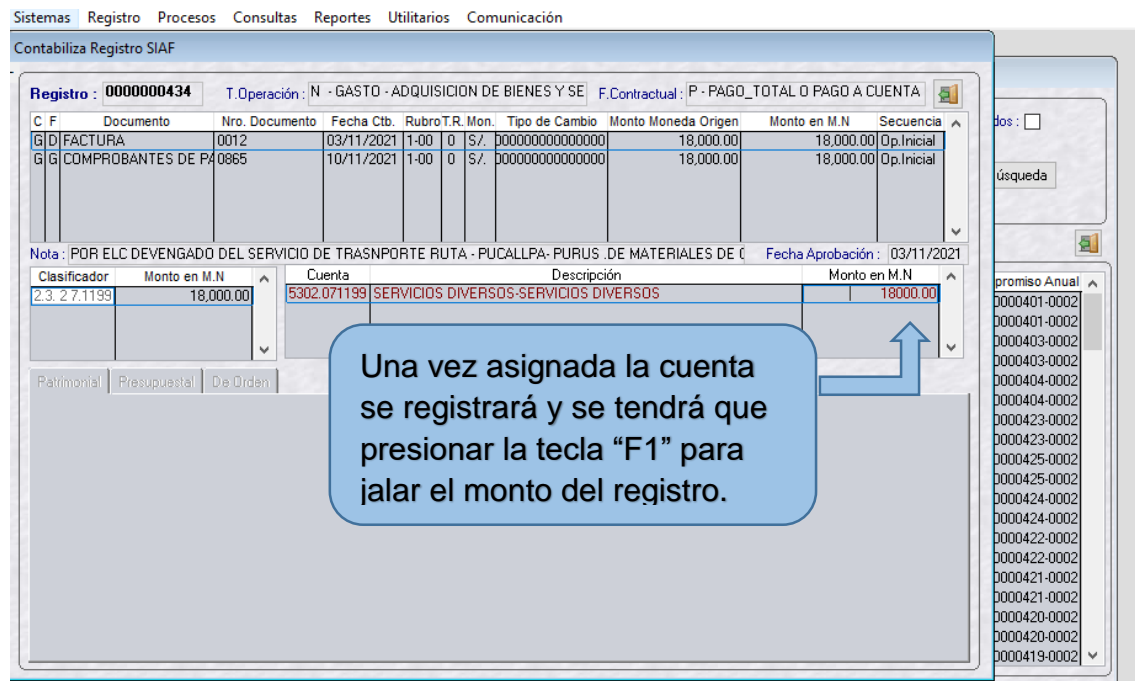 Sistemas Registro Procesos Consultas Reportes Utilitarios Comunicación
Contabiliza Registro SIAF
Registro : 0000000434 T.Operación : N - GASTO - ADQUISICION DE BIENES Y SE F.Contractual : P - PAGO_TOTAL O PAGO A CUENTA
C F Documento Nro. Documento Fecha Ctb. Rubro T.R. Mon. Tipo de Cambio Monto Moneda Origen Monto en M.N Secuencia
G D FACTURA 0012 03/11/2021 1-00 0 S/. 000000000000000 18,000.00 18,000.00 Op.Inicial
G G COMPROBANTES DE PA 0865 10/11/2021 1-00 0 S/. 000000000000000 18,000.00 18,000.00 Op.Inicial
Nota : POR ELC DEVENGADO DEL SERVICIO DE TRASNPORTE RUTA - PUCALLPA- PURUS .DE MATERIALES DE Fecha Aprobación : 03/11/2021
Clasificador Monto en M.N
2.3. 2 7.1199 18,000.00
Cuenta Descripción Monto en M.N
5302.071199 SERVICIOS DIVERSOS-SERVICIOS DIVERSOS 18000.00
Patrimonial Presupuestal De Orden
Una vez asignada la cuenta
se registrará y se tendrá que
presionar la tecla “F1” para
jalar el monto del registro.
dos :
úsqueda
promiso Anual
0000401-0002
0000401-0002
0000403-0002
0000403-0002
0000404-0002
0000404-0002
0000423-0002
0000423-0002
0000425-0002
0000425-0002
0000424-0002
0000424-0002
0000422-0002
0000422-0002
0000421-0002
0000421-0002
0000420-0002
0000420-0002
0000419-0002